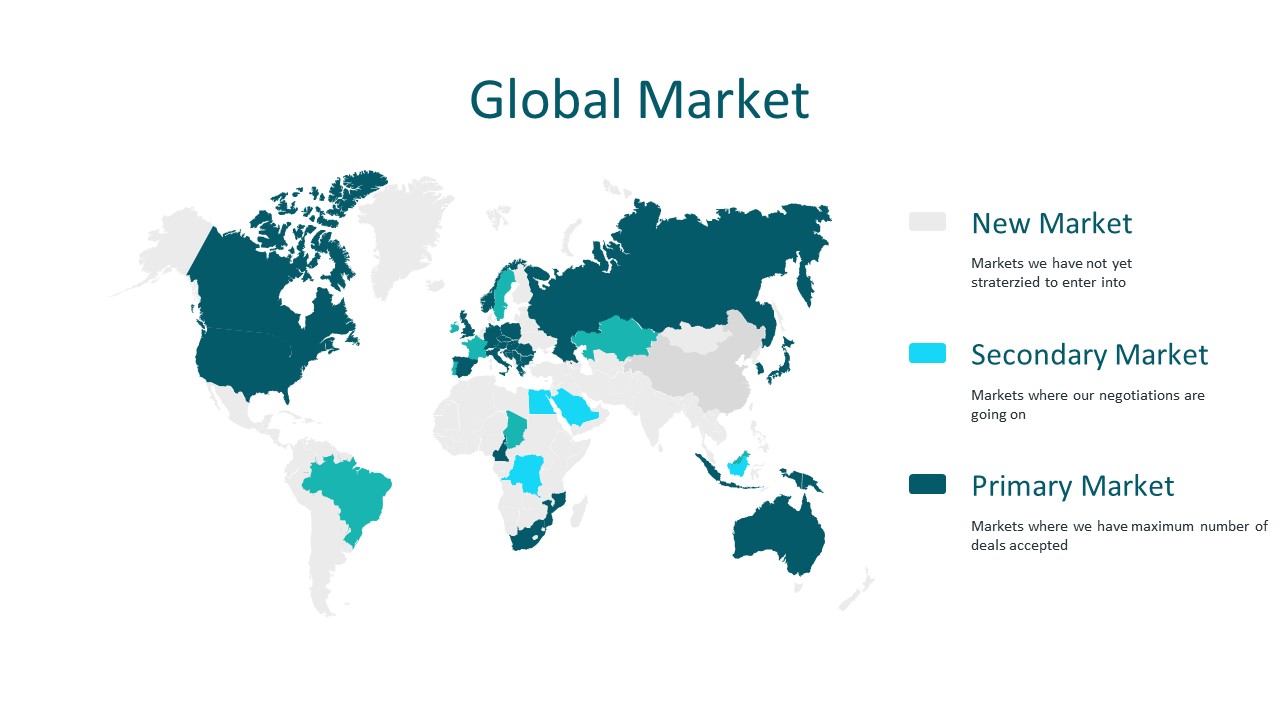 Global Market
New Market
Markets we have not yet
straterzied to enter into
Secondary Market
Markets where our negotiations are
going on
Primary Market
Markets where we have maximum number of
deals accepted